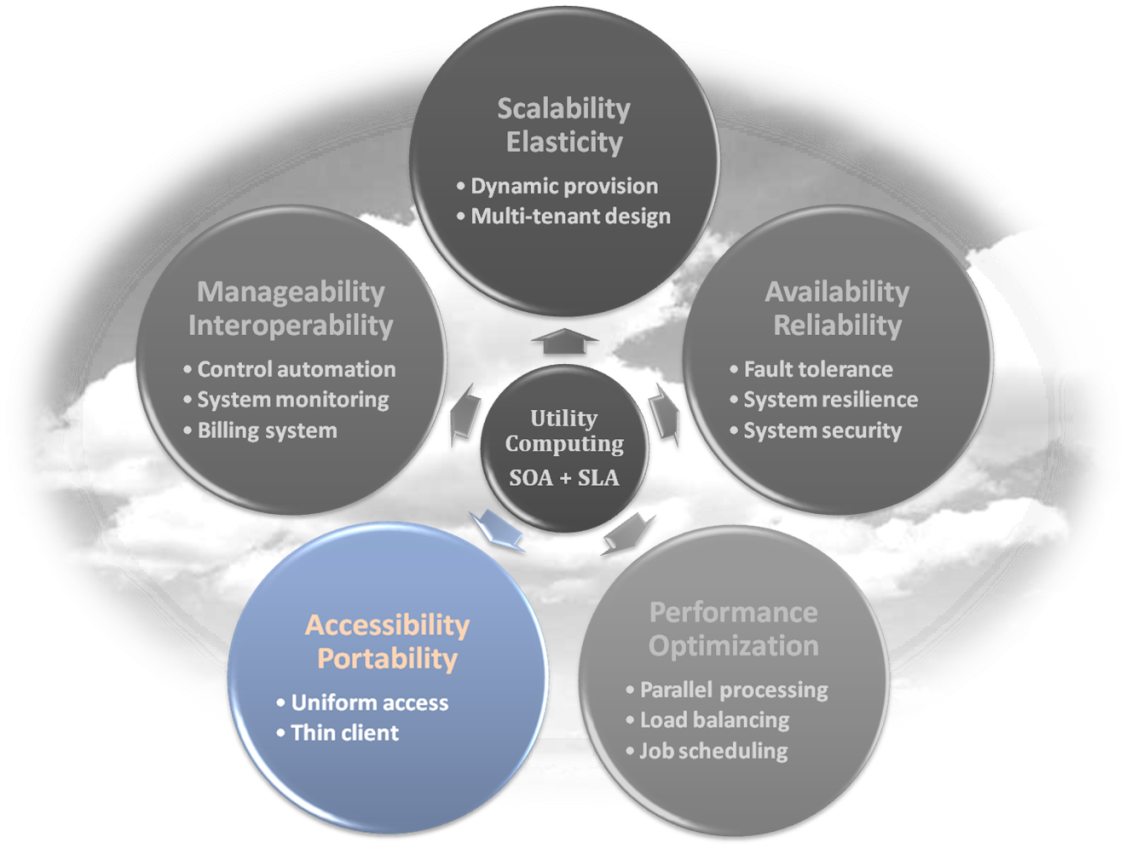 Scalability
Elasticity
• Dynamic provision
• Multi-tenant design
Manageability
Interoperability
• Control automation
• System monitoring
• Billing system
Availability
Reliability
• Fault tolerance
• System resilience
• System security
Utility
Computing
SOA + SLA
Accessibility
Portability
• Uniform access
• Thin client
Performance
Optimization
• Parallel processing
• Load balancing
• Job scheduling